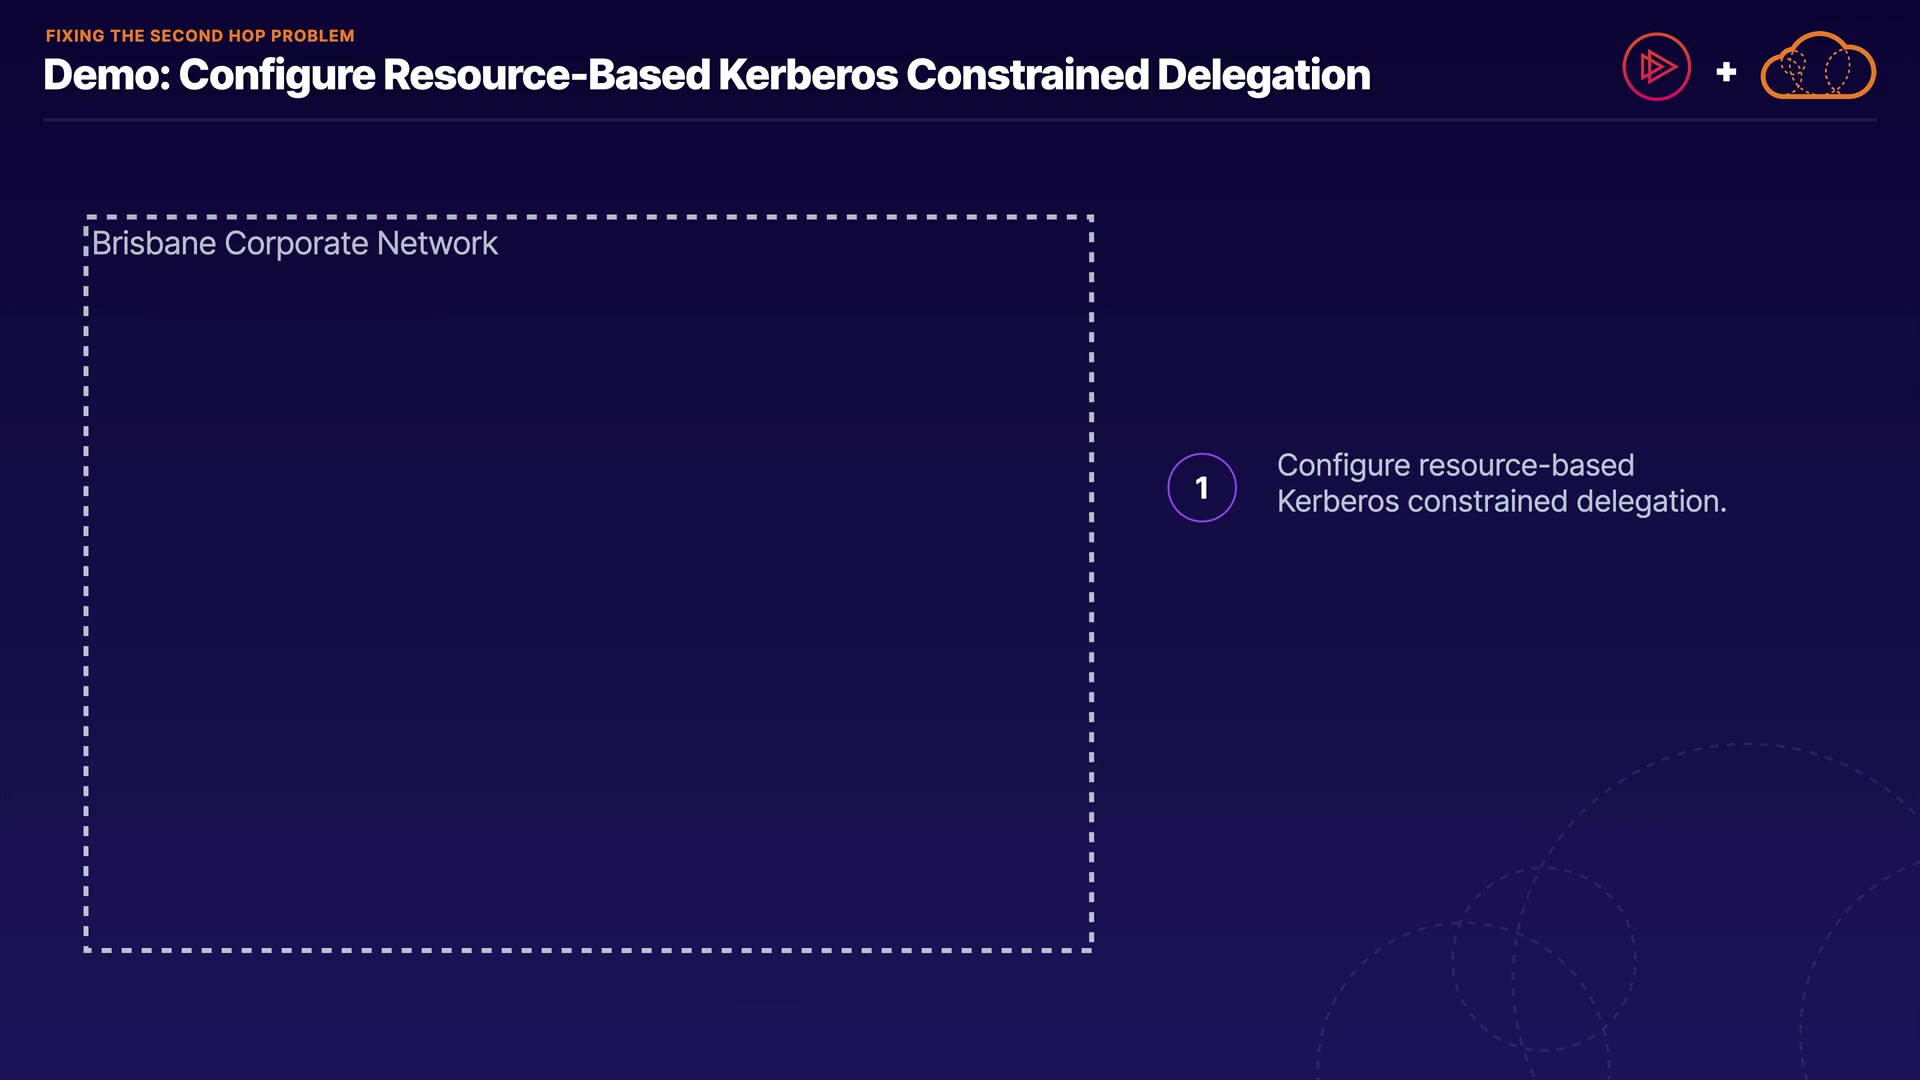 FIXING THE SECOND HOP PROBLEM
Demo: Configure Resource-Based Kerberos Constrained Delegation
+
Brisbane Corporate Network
1
Configure resource-based
Kerberos constrained delegation.